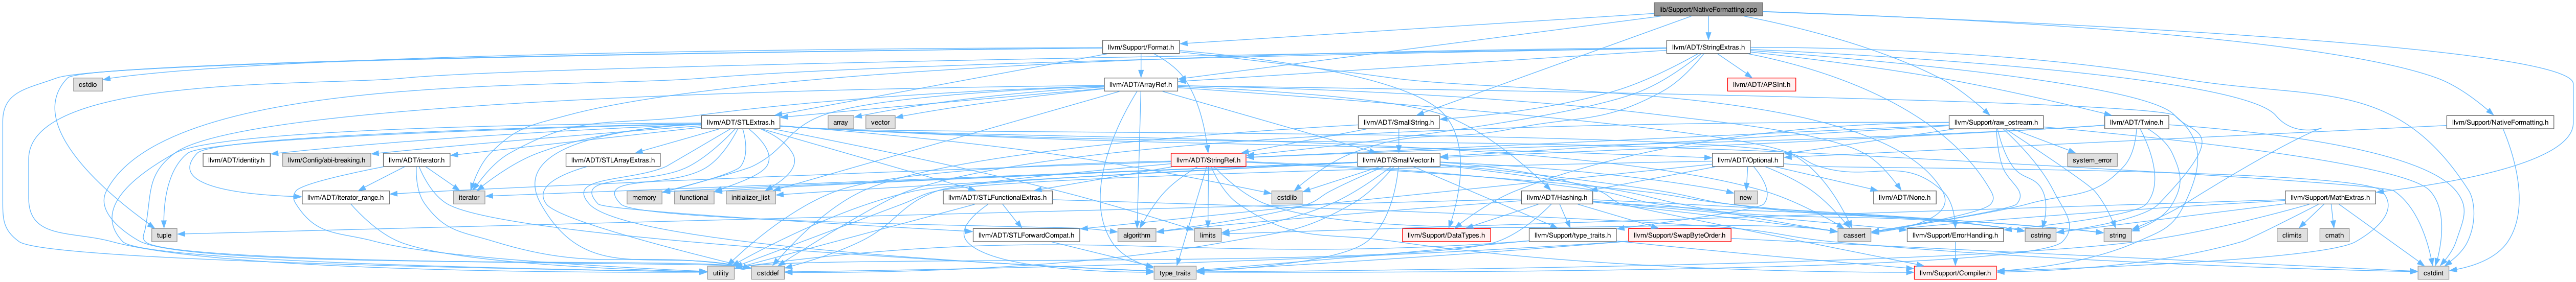 lib/Support/NativeFormatting.cpp
llvm/Support/Format.h
llvm/ADT/StringExtras.h
cstdio
llvm/ADT/ArrayRef.h
llvm/ADT/APSInt.h
llvm/ADT/STLExtras.h
array
vector
llvm/ADT/SmallString.h
llvm/Support/raw_ostream.h
llvm/ADT/Twine.h
llvm/Support/NativeFormatting.h
llvm/ADT/identity.h
llvm/Config/abi-breaking.h
llvm/ADT/iterator.h
llvm/ADT/STLArrayExtras.h
llvm/ADT/StringRef.h
llvm/ADT/SmallVector.h
llvm/ADT/Optional.h
system_error
llvm/ADT/iterator_range.h
iterator
memory
functional
initializer_list
llvm/ADT/STLFunctionalExtras.h
cstdlib
llvm/ADT/Hashing.h
new
llvm/ADT/None.h
llvm/Support/MathExtras.h
tuple
llvm/ADT/STLForwardCompat.h
algorithm
limits
llvm/Support/DataTypes.h
llvm/Support/type_traits.h
llvm/Support/SwapByteOrder.h
cassert
llvm/Support/ErrorHandling.h
cstring
string
climits
cmath
utility
cstddef
type_traits
llvm/Support/Compiler.h
cstdint